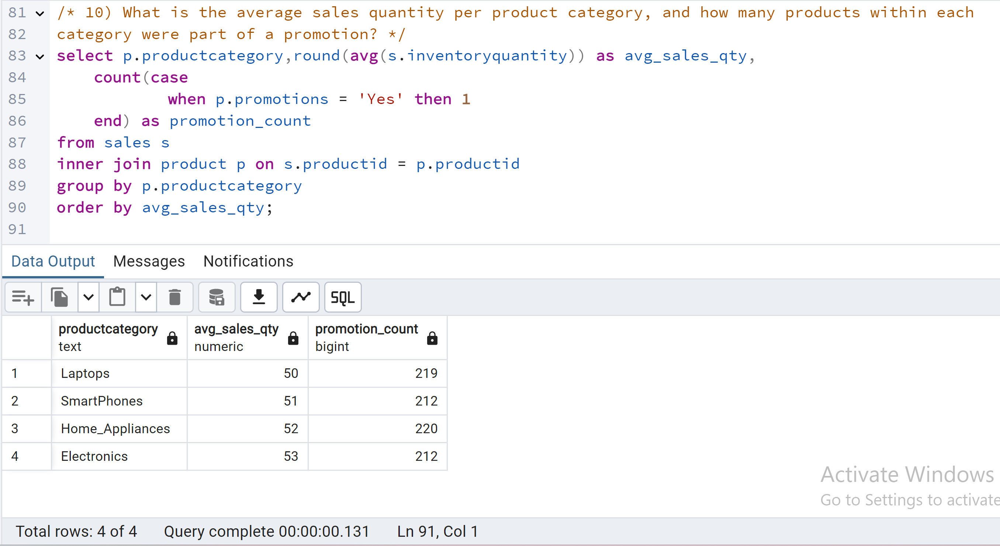 81 /* 10) What is the average sales quantity per product category, and how many products within each
82 category were part of a promotion? */
83 select p.productcategory,round(avg(s.inventoryquantity)) as avg_sales_qty,
84 count(case
85 when p.promotions = 'Yes' then 1
86 end) as promotion_count
87 from sales s
88 inner join product p on s.productid = p.productid
89 group by p.productcategory
90 order by avg_sales_qty;
91
Data Output Messages Notifications
SQL
productcategory avg_sales_qty promotion_count
text numeric bigint
1 Laptops 50 219
2 SmartPhones 51 212
3 Home_Appliances 52 220
4 Electronics 53 212
Activate Windows
Go to Settings to activate
Total rows: 4 of 4 Query complete 00:00:00.131 Ln 91, Col 1